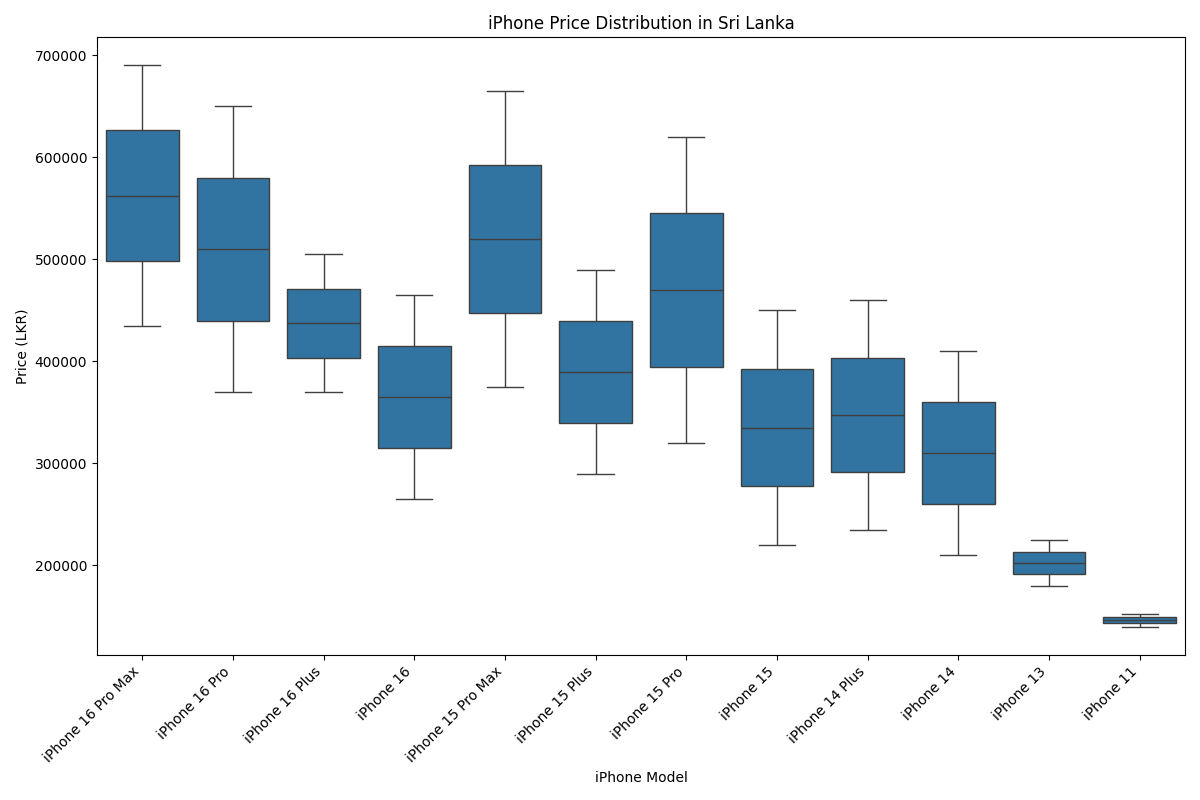 iPhone Price Distribution in Sri Lanka
Price (LKR)
700000
600000
500000
400000
300000
200000
iPhone 16 Pro Max
iPhone 16 Pro
iPhone 16 Plus
iPhone 16
iPhone 15 Pro Max
iPhone 15 Plus
iPhone 15 Pro
iPhone 15
iPhone 14 Plus
iPhone 14
iPhone 13
iPhone 11
iPhone Model